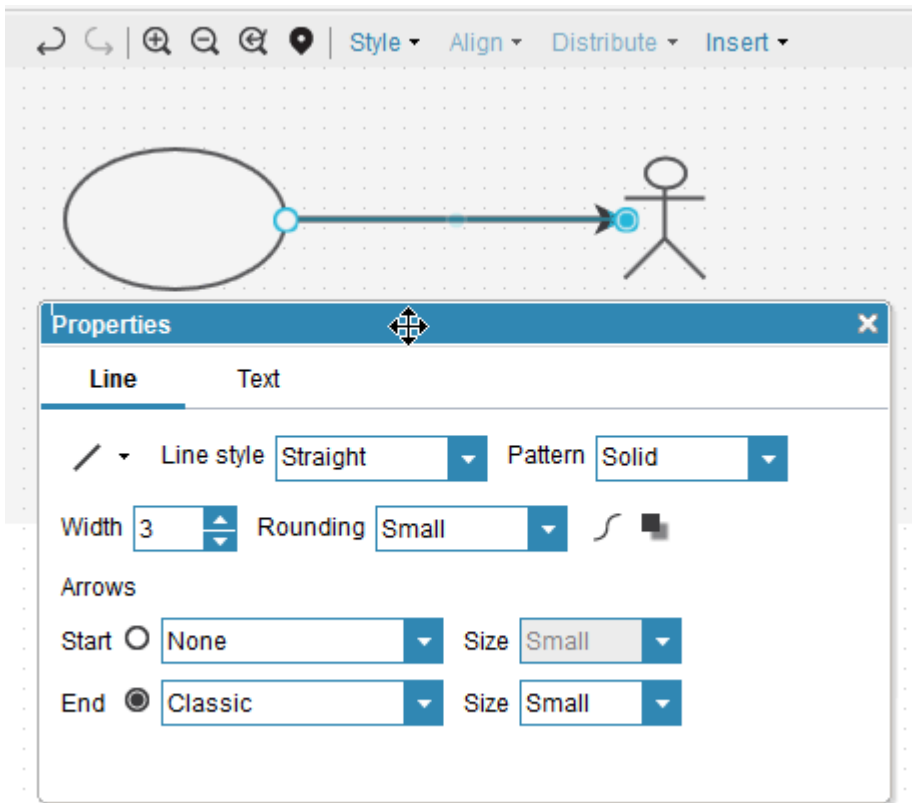 Style Align Distribute Insert
Properties
Line Text
Line style Straight Pattern Solid
Width 3 Rounding Small
Arrows
Start None Size Small
End Classic Size Small